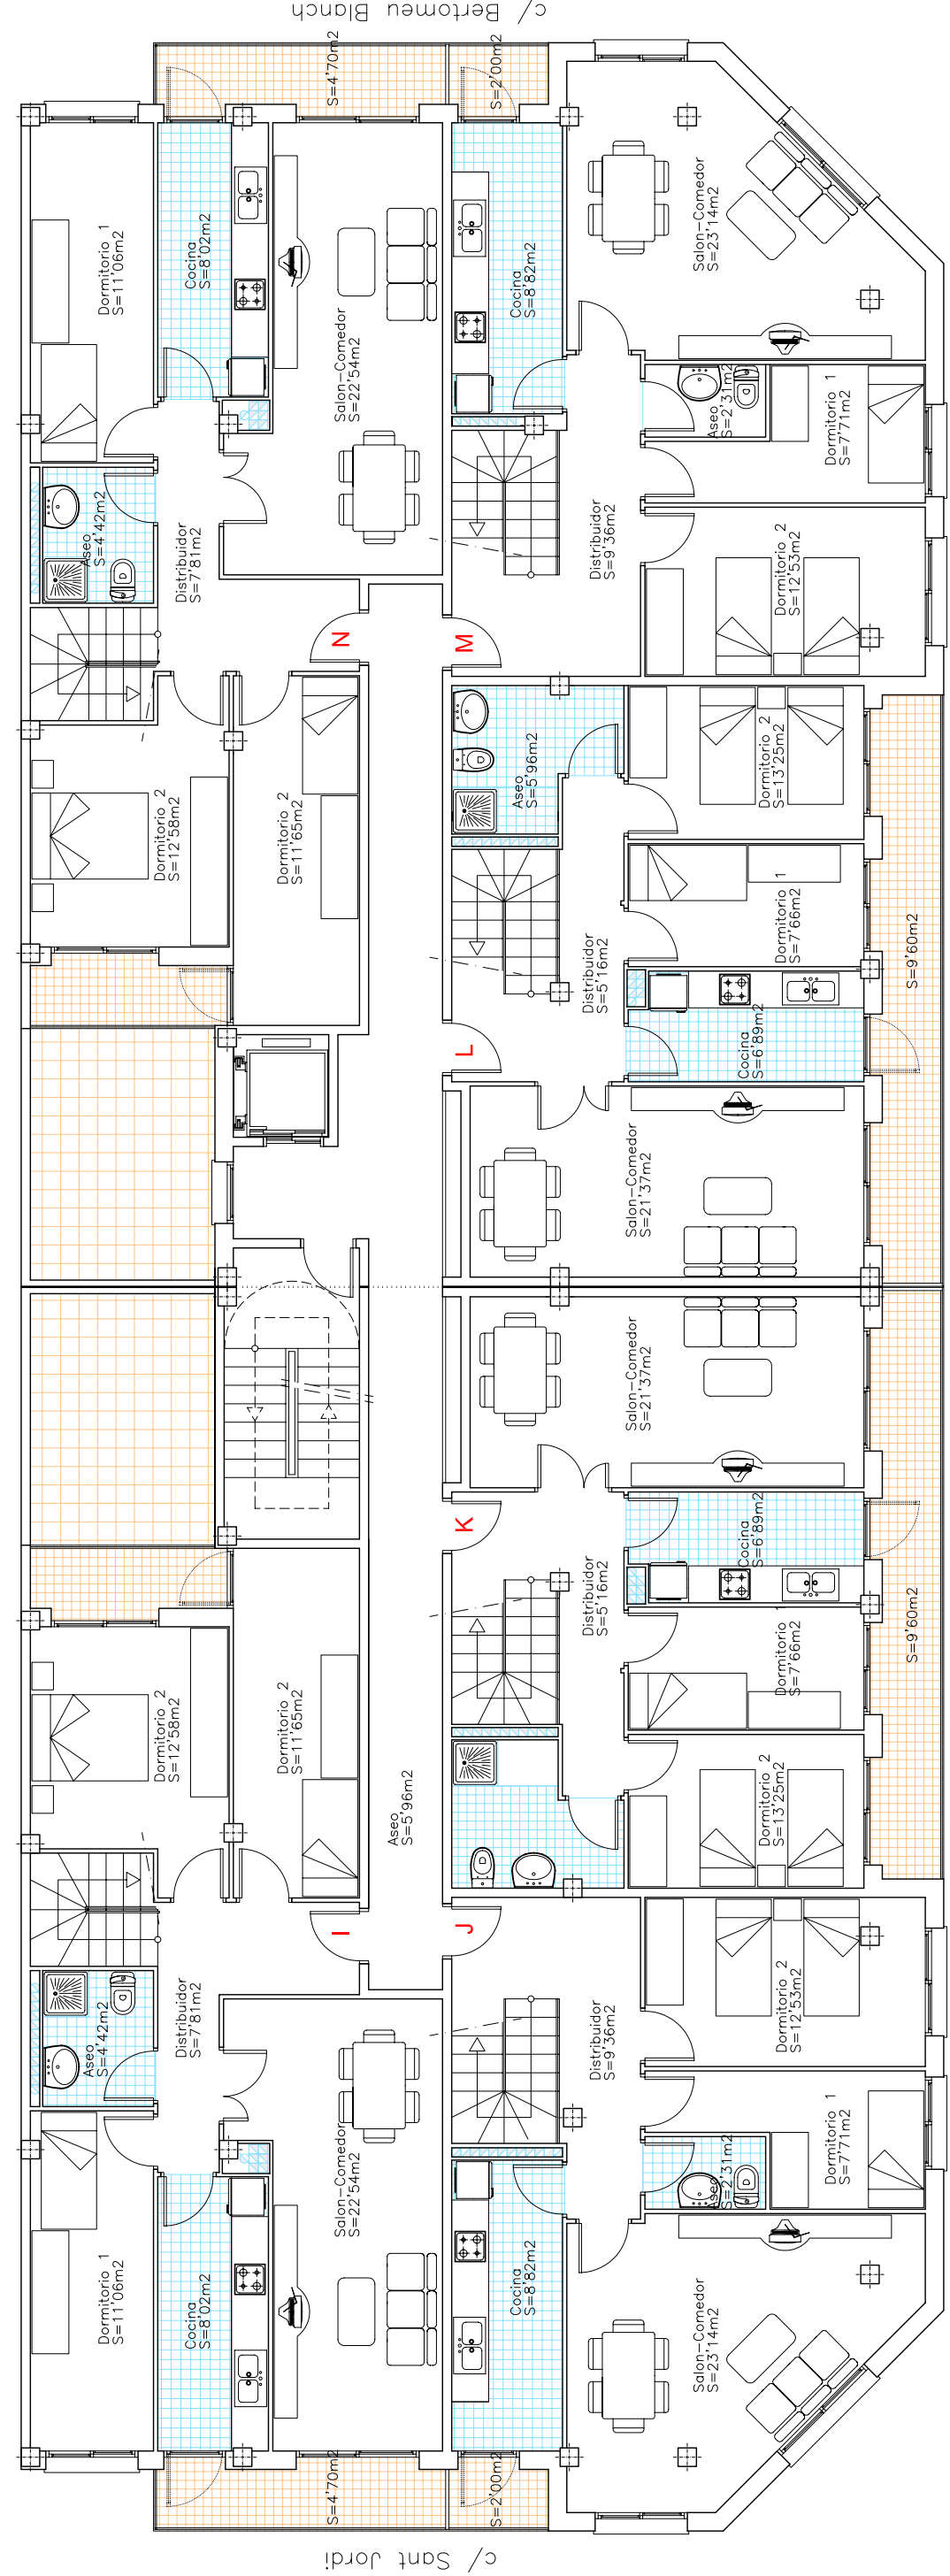 c/ Bertomeu Blanch
S=4'70m2
S=2'00m2
Dormitorio 1
S=11'06m2
Cocina
S=8'02m2
Salon-Comedor
S=22'54m2
Cocina
S=8'82m2
Salon-Comedor
S=23'14m2
Aseo
S=4'42m2
Distribuidor
S=7'81m2
Aseo
S=2'31m2
Dormitorio 1
S=7'71m2
Distribuidor
S=9'36m2
Dormitorio 2
S=12'53m2
N
M
Dormitorio 2
S=12'58m2
Dormitorio 2
S=11'65m2
Aseo
S=5'96m2
Dormitorio 2
S=13'25m2
Dormitorio 1
S=7'66m2
Distribuidor
S=5'16m2
S=9'60m2
L
Cocina
S=6'89m2
Salon-Comedor
S=21'37m2
Salon-Comedor
S=21'37m2
K
Cocina
S=6'89m2
Distribuidor
S=5'16m2
Dormitorio 1
S=7'66m2
S=9'60m2
Dormitorio 2
S=12'58m2
Dormitorio 2
S=11'65m2
Aseo
S=5'96m2
Dormitorio 2
S=13'25m2
I
J
Distribuidor
S=7'81m2
Aseo
S=4'42m2
Distribuidor
S=9'36m2
Dormitorio 2
S=12'53m2
Dormitorio 1
S=7'71m2
Aseo
S=2'31m2
Dormitorio 1
S=11'06m2
Cocina
S=8'02m2
Salon-Comedor
S=22'54m2
Cocina
S=8'82m2
Salon-Comedor
S=23'14m2
S=4'70m2
S=2'00m2
c/ Sant Jordi